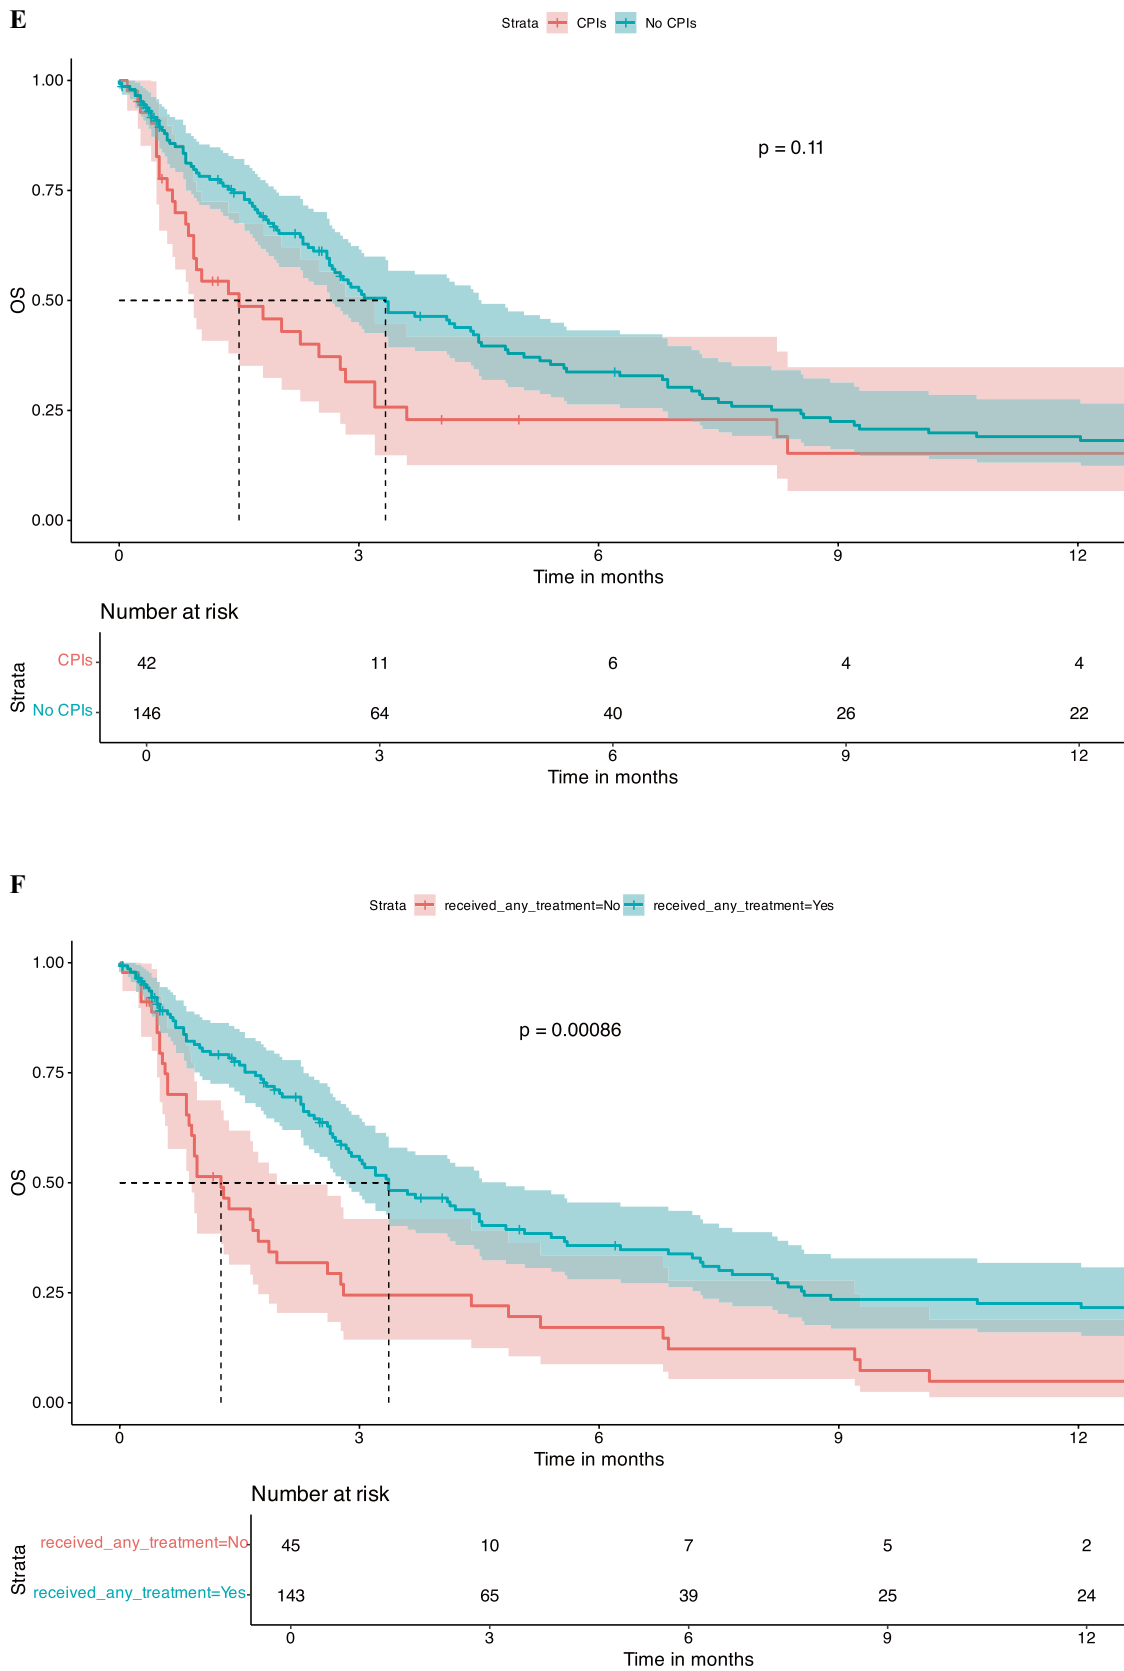 E
Strata CPIs No CPIs
1.00
p = 0.11
0.75
0.50
OS
0.25
0.00
0 3 6 9 12
Time in months
Number at risk
CPIs 42 11 6 4 4
Strata
No CPIs 146 64 40 26 22
0 3 6 9 12
Time in months
F
Strata received_any_treatment=No received_any_treatment=Yes
1.00
p = 0.00086
0.75
0.50
OS
0.25
0.00
0 3 6 9 12
Time in months
Number at risk
received_any_treatment=No 45 10 7 5 2
Strata
received_any_treatment=Yes 143 65 39 25 24
0 3 6 9 12
Time in months